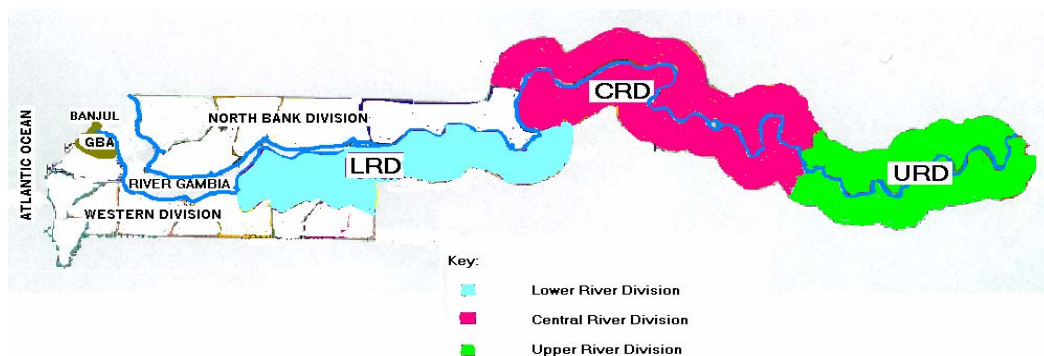 ATLANTIC OCEAN
BANJUL
GBA
NORTH BANK DIVISION
RIVER GAMBIA
WESTERN DIVISION
LRD
CRD
URD
Key:
Lower River Division
Central River Division
Upper River Division